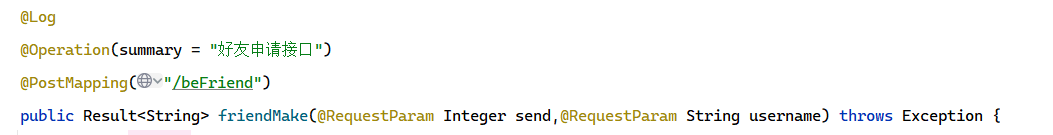 @Log
@Operation(summary = "好友申请接口")
@PostMapping("/beFriend")
public Result<String> friendMake(@RequestParam Integer send,@RequestParam String username) throws Exception {